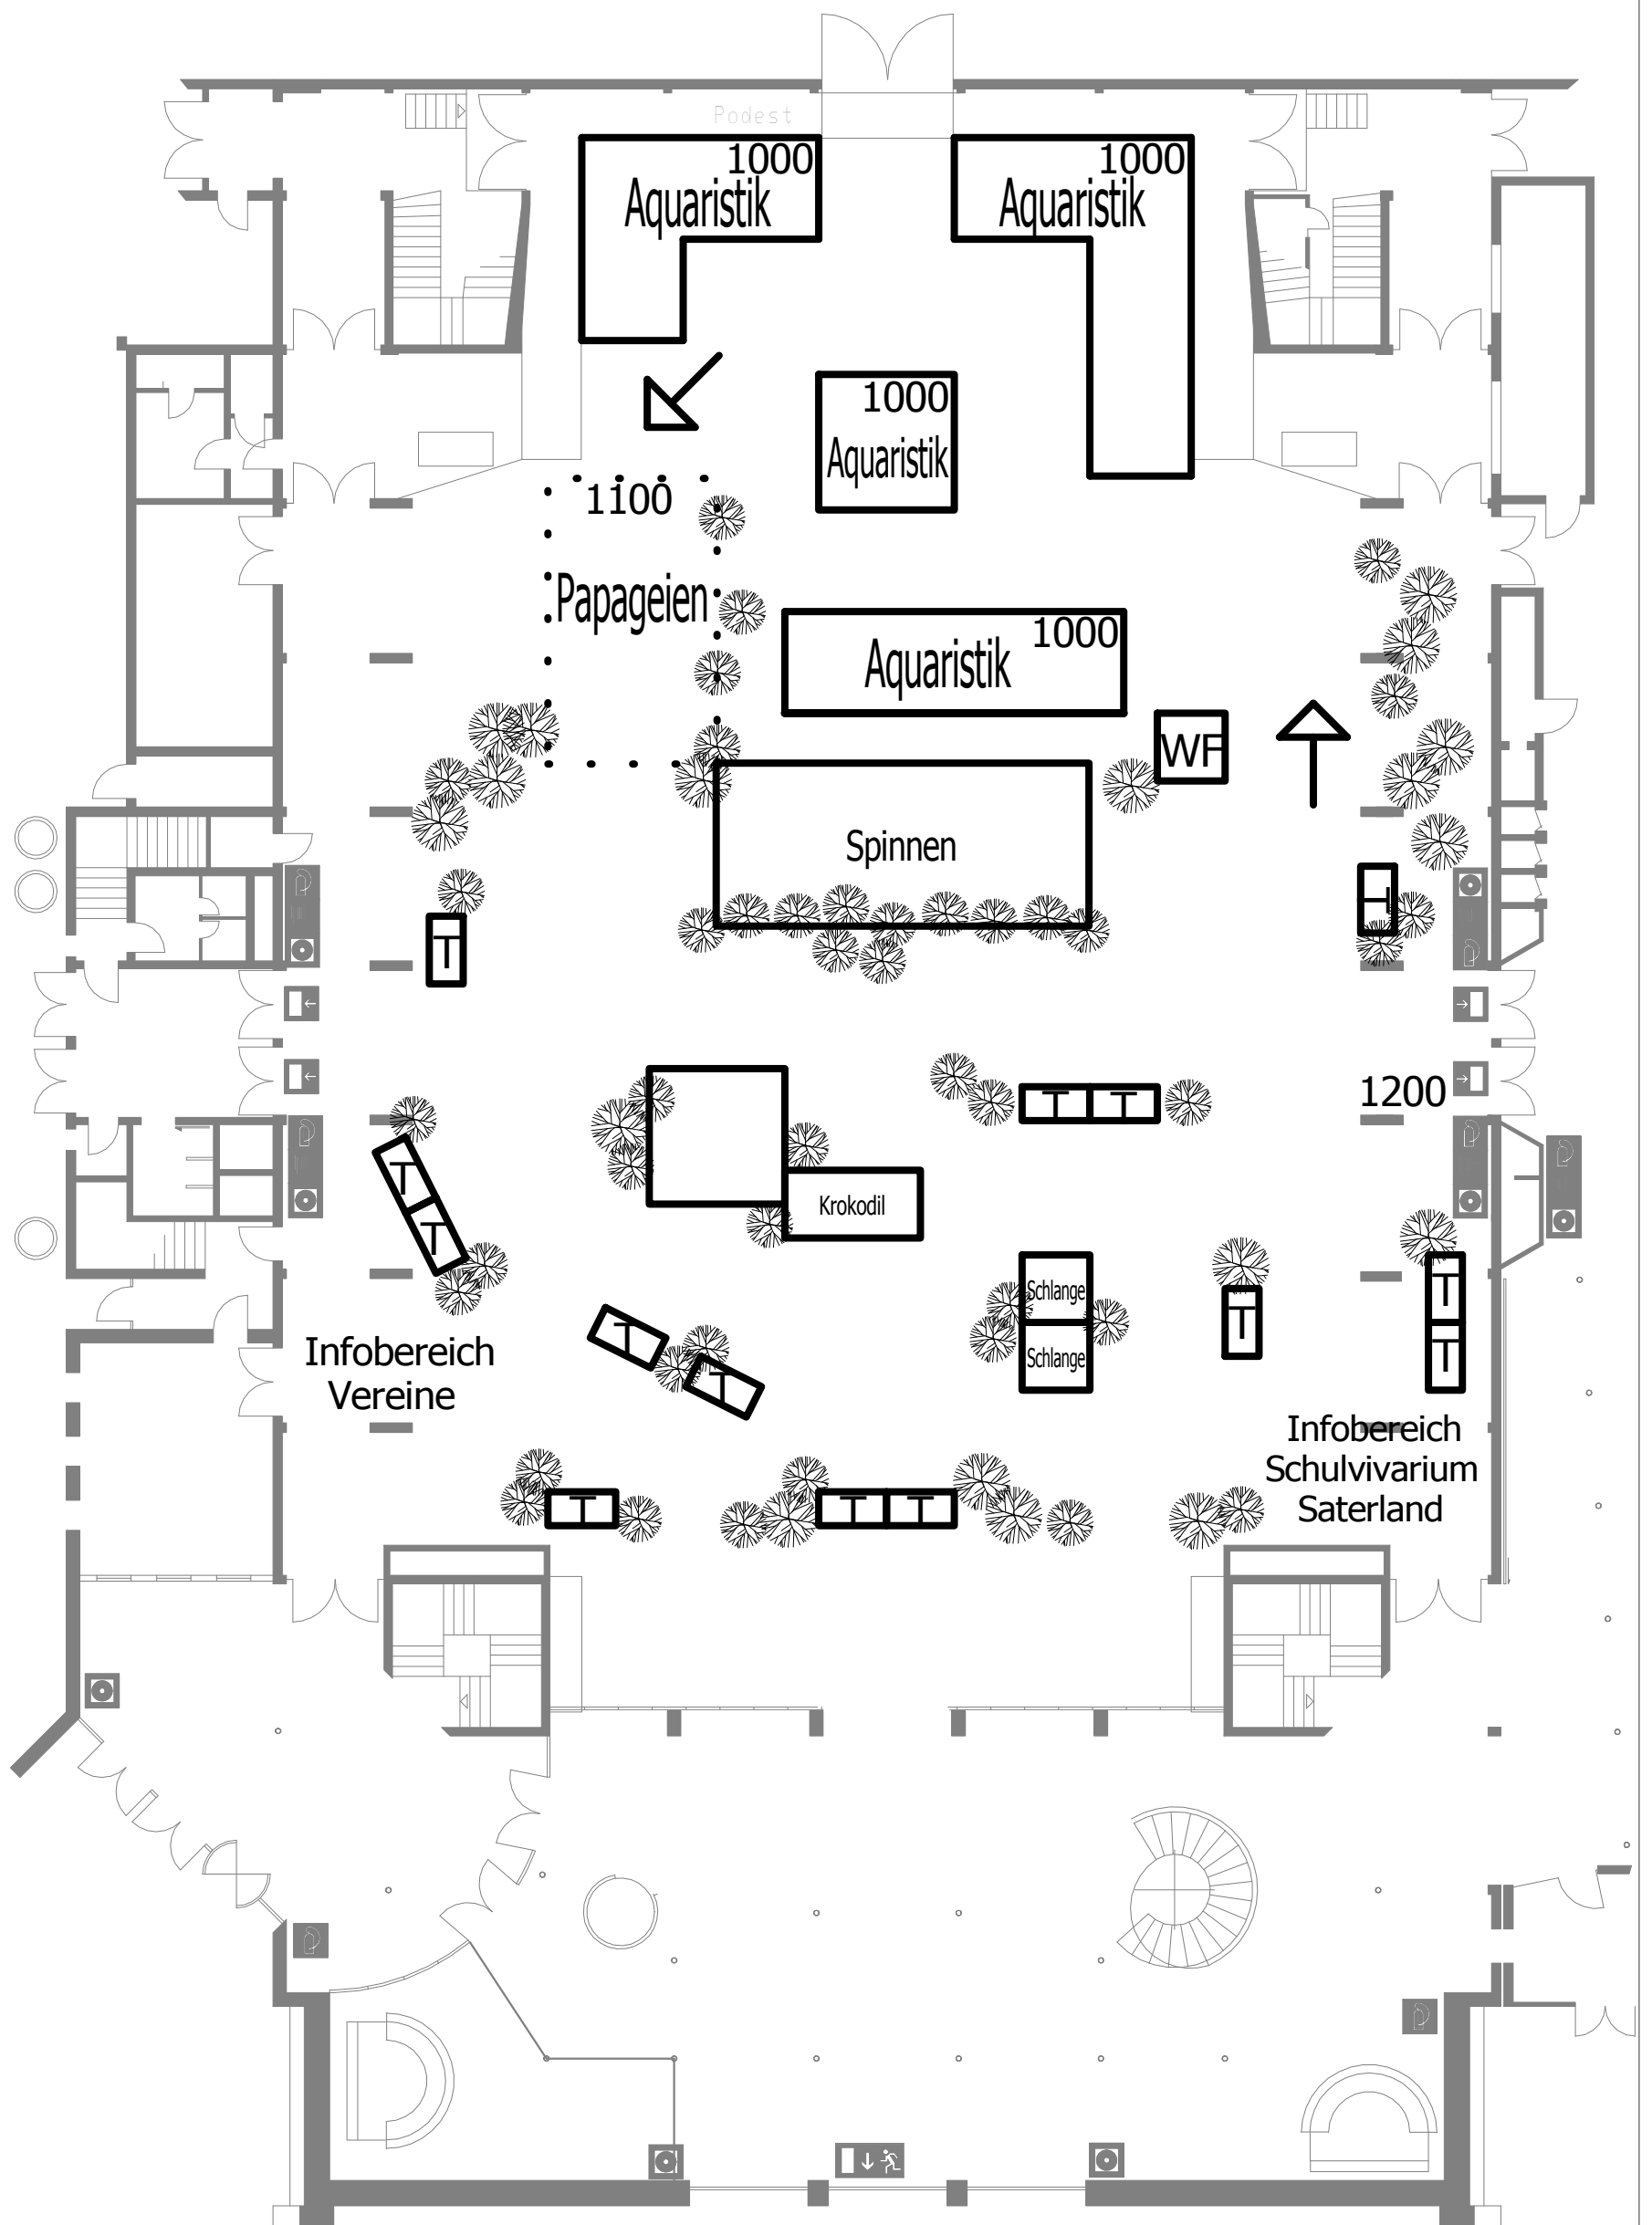 Podest
1000
Aquaristik
1000
Aquaristik
1000
Aquaristik
1100
Papageien
1000
Aquaristik
WF
Spinnen
T
T
T
T
1200
T
T
Krokodil
Schlange
Schlange
T
T
T
Infobereich
Vereine
T
T
Infobereich
Schulvivarium
Saterland
T
T
T